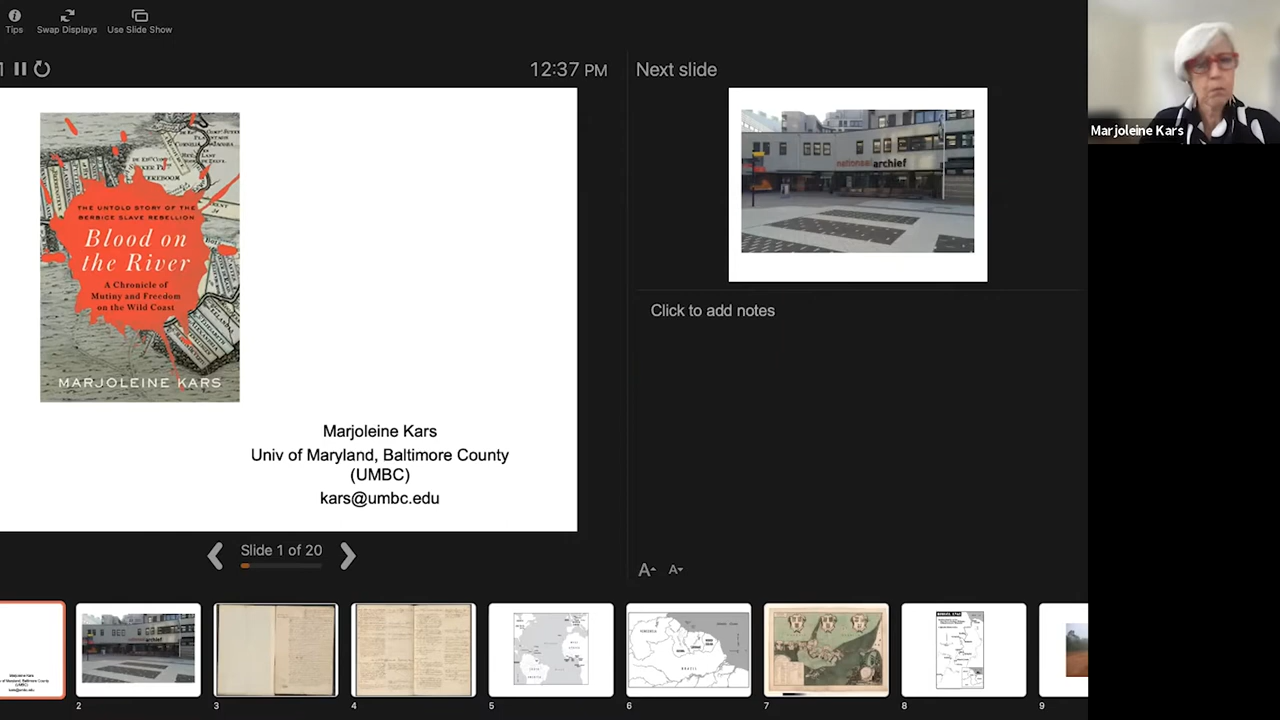 Tips
Swap Displays
Use Slide Show
12:37 PM
Next slide
THE UNTOLD STORY OF THE
BERBICE SLAVE REBELLION
Blood on
the River
A Chronicle of
Mutiny and Freedom
on the Wild Coast
MARJOLEINE KARS
Marjoleine Kars
Univ of Maryland, Baltimore County
(UMBC)
kars@umbc.edu
nationaal archief
Click to add notes
Marjoleine Kars
Slide 1 of 20
A
A
2
3
4
5
6
7
8
9